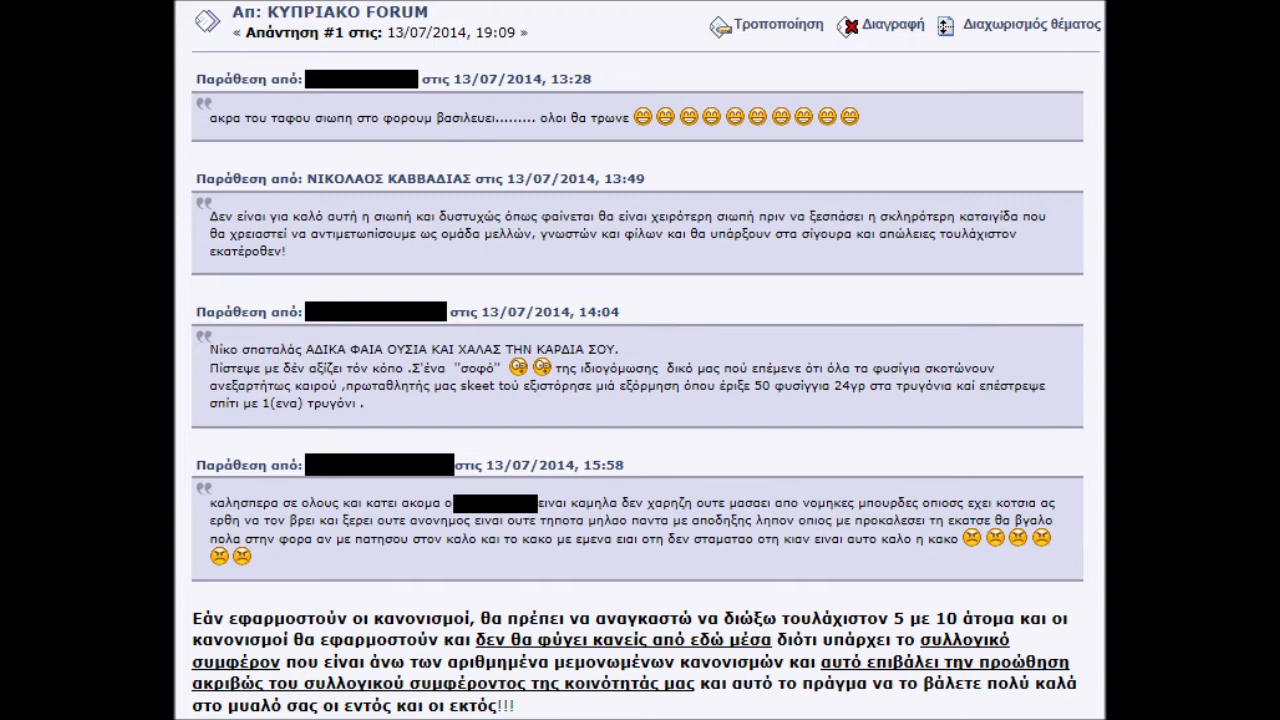 Απ: ΚΥΠΡΙΑΚΟ FORUM
« Απάντηση #1 στις: 13/07/2014, 19:09 »
Τροποποίηση Διαγραφή Διαχωρισμός θέματος
Παράθεση από: στις 13/07/2014, 13:28
ακρα του ταφου σιωπη στο φορουμ βασιλευει......... ολοι θα τρωνε
Παράθεση από: ΝΙΚΟΛΑΟΣ ΚΑΒΒΑΔΙΑΣ στις 13/07/2014, 13:49
Δεν είναι για καλό αυτή η σιωπή και δυστυχώς όπως φαίνεται θα είναι χειρότερη σιωπή πριν να ξεσπάσει η σκληρότερη καταιγίδα που
θα χρειαστεί να αντιμετωπίσουμε ως ομάδα μελλών, γνωστών και φίλων και θα υπάρξουν στα σίγουρα και απώλειες τουλάχιστον
εκατέροθεν!
Παράθεση από: στις 13/07/2014, 14:04
Νίκο σπαταλάς ΑΔΙΚΑ ΦΑΙΑ ΟΥΣΙΑ ΚΑΙ ΧΑΛΑΣ ΤΗΝ ΚΑΡΔΙΑ ΣΟΥ.
Πίστεψε με δέν αξίζει τόν κόπο .Σ'ένα "σοφό" της ιδιογόμωσης δικό μας πού επέμενε ότι όλα τα φυσίγια σκοτώνουν
ανεξαρτήτως καιρού ,πρωταθλητής μας skeet τού εξιστόρησε μιά εξόρμηση όπου έριξε 50 φυσίγγια 24γρ στα τρυγόνια καί επέστρεψε
σπίτι με 1(ενα) τρυγόνι .
Παράθεση από: στις 13/07/2014, 15:58
καλησπερα σε ολους και κατει ακομα ο ειναι καμηλα δεν χαρηζη ουτε μασαει απο νομηκες μπουρδες οπιοσς εχει κοτσια ας
ερθη να τον βρει και ξερει ουτε ανονημος ειναι ουτε τηποτα μηλαο παντα με αποδηξης ληπον οπιος με προκαλεσει τη εκατσε θα βγαλο
πολα στην φορα αν με πατησου στον καλο και το κακο με εμενα ειαι οτη δεν σταματαο οτη κιαν ειναι αυτο καλο η κακο
Εάν εφαρμοστούν οι κανονισμοί, θα πρέπει να αναγκαστώ να διώξω τουλάχιστον 5 με 10 άτομα και οι
κανονισμοί θα εφαρμοστούν και δεν θα φύγει κανείς από εδώ μέσα διότι υπάρχει το συλλογικό
συμφέρον που είναι άνω των αριθμημένα μεμονωμένων κανονισμών και αυτό επιβάλει την προώθηση
ακριβώς του συλλογικού συμφέροντος της κοινότητάς μας και αυτό το πράγμα να το βάλετε πολύ καλά
στο μυαλό σας οι εντός και οι εκτός!!!